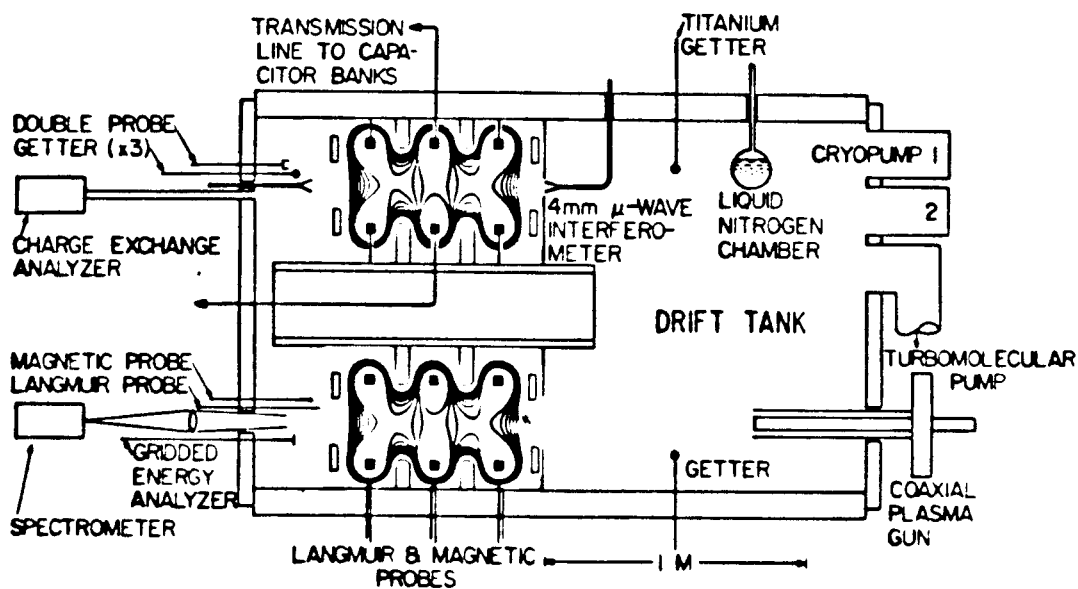 TRANSMISSION
LINE TO CAPA-
CITOR BANKS
TITANIUM
GETTER
DOUBLE PROBE
GETTER (x3)
CRYOPUMP 1
2
4mm μ-WAVE
INTERFERO-
METER
LIQUID
NITROGEN
CHAMBER
CHARGE EXCHANGE
ANALYZER
DRIFT TANK
MAGNETIC PROBE
LANGMUIR PROBE
TURBOMOLECULAR
PUMP
GRIDDED
ENERGY
ANALYZER
SPECTROMETER
GETTER
COAXIAL
PLASMA
GUN
LANGMUIR & MAGNETIC
PROBES
1 M